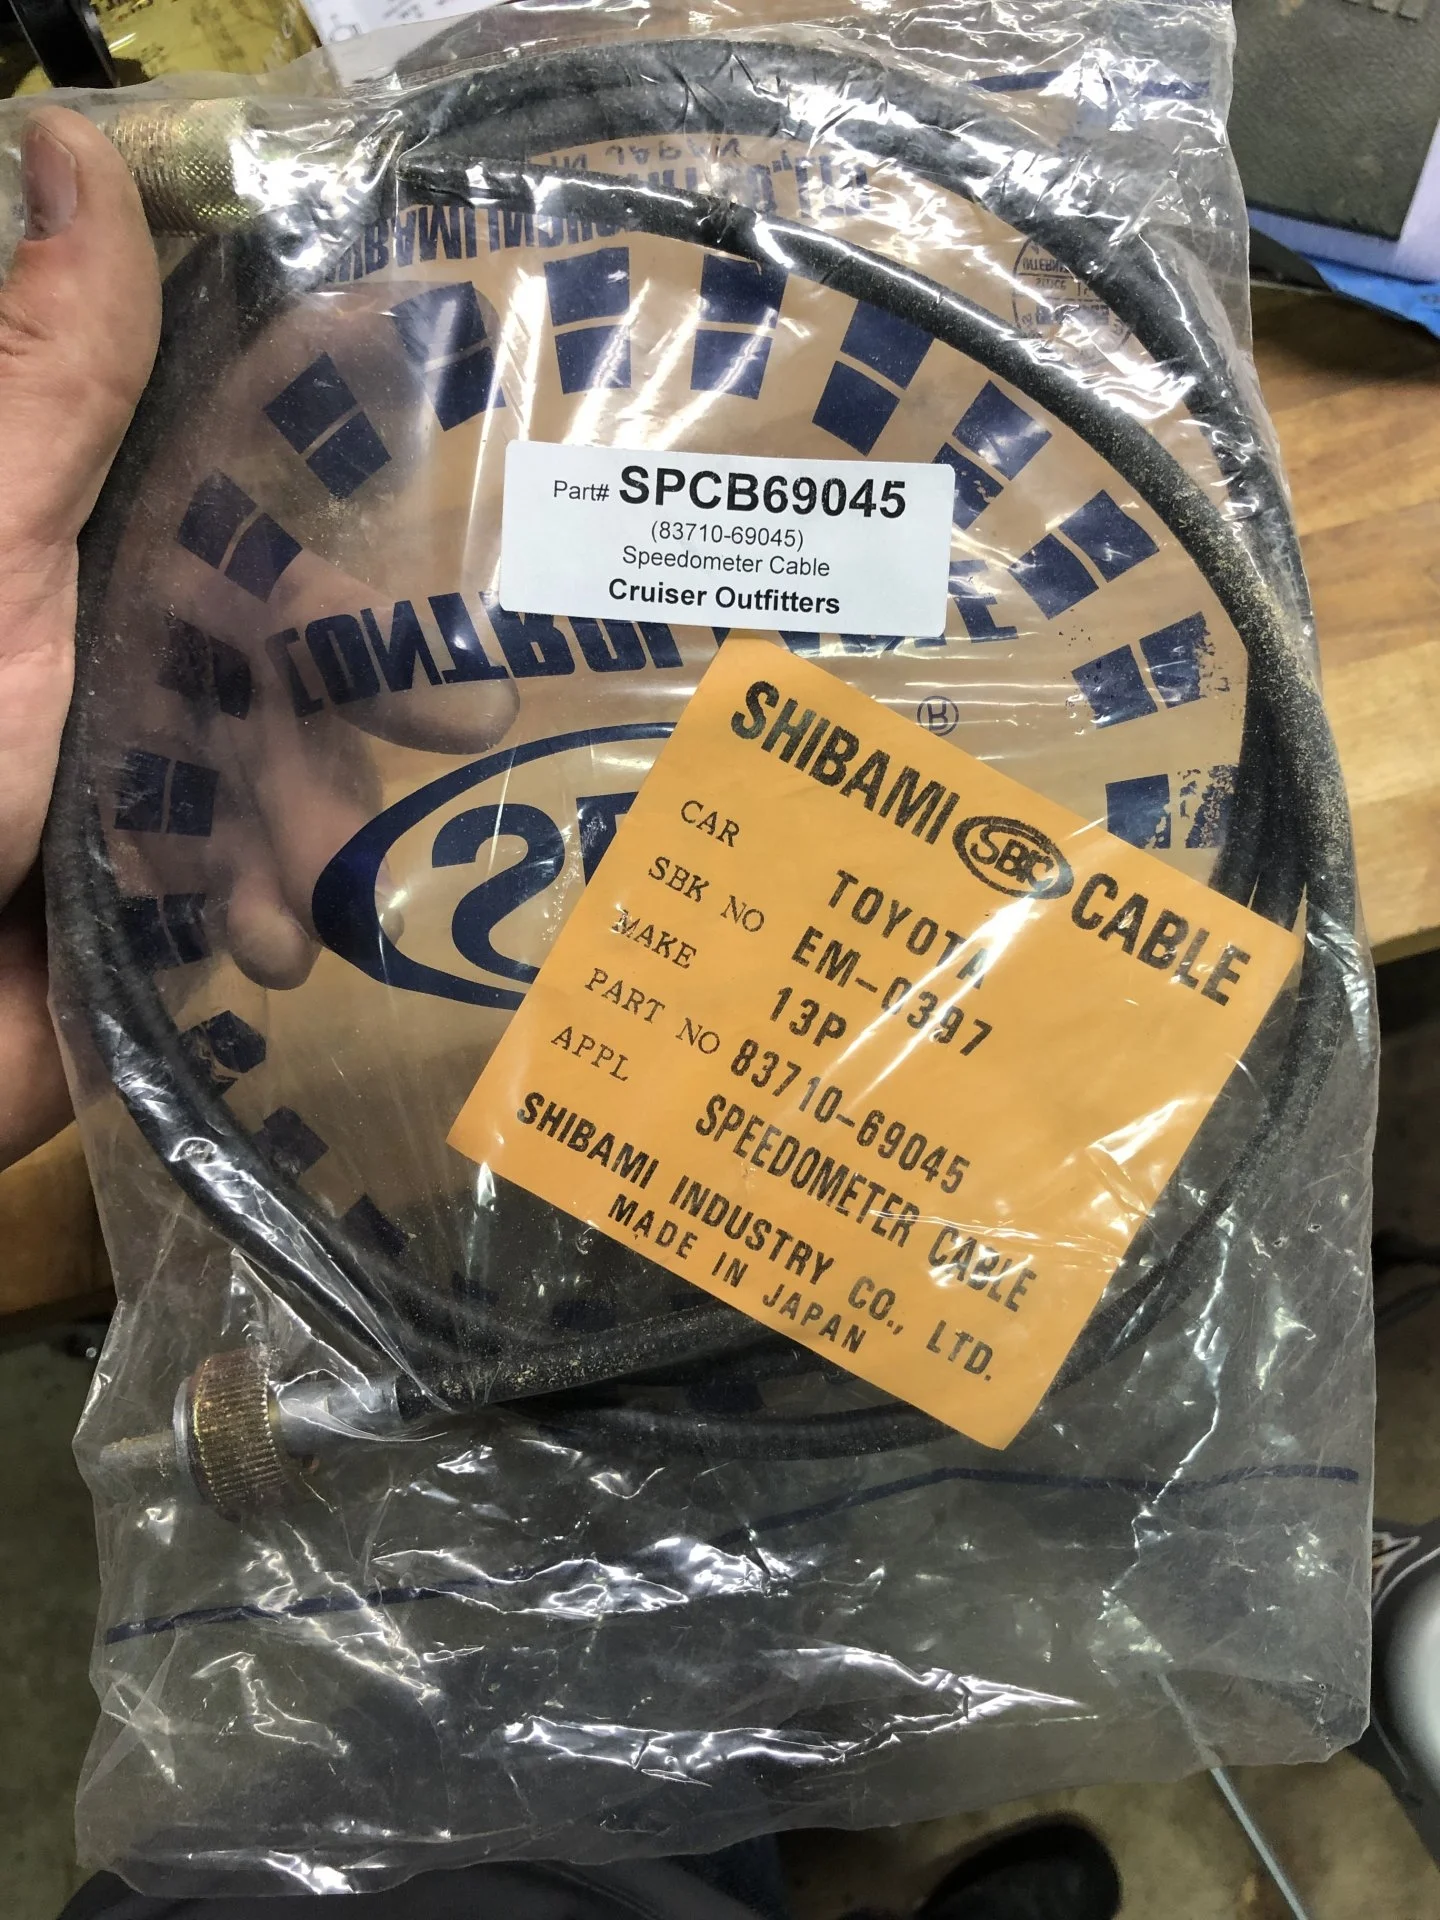 Part# SPCB69045
(83710-69045)
Speedometer Cable
Cruiser Outfitters
CONTROL
®
SHIBAMI SBK CABLE
CAR TOYOTA
SBK NO EM-0397
MAKE 13P
PART NO 83710-69045
APPL SPEEDOMETER CABLE
SHIBAMI INDUSTRY CO., LTD.
MADE IN JAPAN